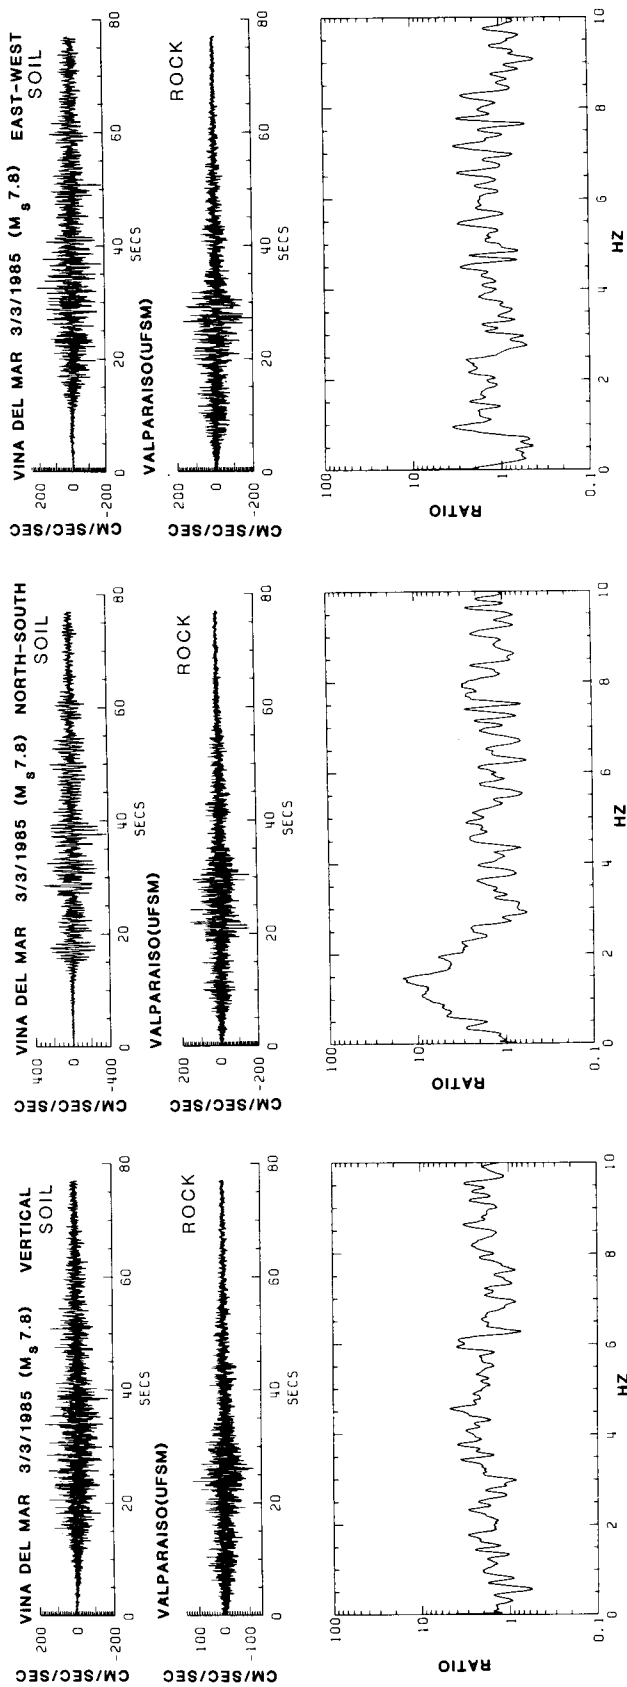 VINA DEL MAR 3/3/1985 (Ms 7.8) VERTICAL
SOIL
CM/SEC/SEC
200
0
-200
0
20
40
60
80
SECS
VALPARAISO(UFSM)
ROCK
CM/SEC/SEC
100
0
-100
0
20
40
60
80
SECS
RATIO
100
10
1
0.1
0
2
4
6
8
10
HZ
VINA DEL MAR 3/3/1985 (Ms 7.8) NORTH-SOUTH
SOIL
CM/SEC/SEC
400
0
-400
0
20
40
60
80
SECS
VALPARAISO(UFSM)
ROCK
CM/SEC/SEC
200
0
-200
0
20
40
60
80
SECS
RATIO
100
10
1
0.1
0
2
4
6
8
10
HZ
VINA DEL MAR 3/3/1985 (Ms 7.8) EAST-WEST
SOIL
CM/SEC/SEC
200
0
-200
0
20
40
60
80
SECS
VALPARAISO(UFSM)
ROCK
CM/SEC/SEC
200
0
-200
0
20
40
60
80
SECS
RATIO
100
10
1
0.1
0
2
4
6
8
10
HZ